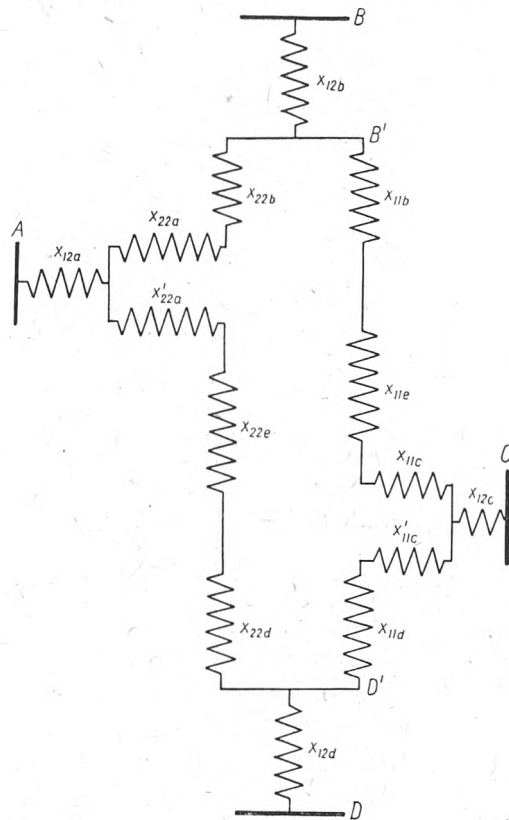 B
X12b
B'
X22b
X11b
A
X22a
X12a
X'22a
X11e
X22e
X11c
C
X12c
X'11c
X22d
X11d
D'
X12d
D